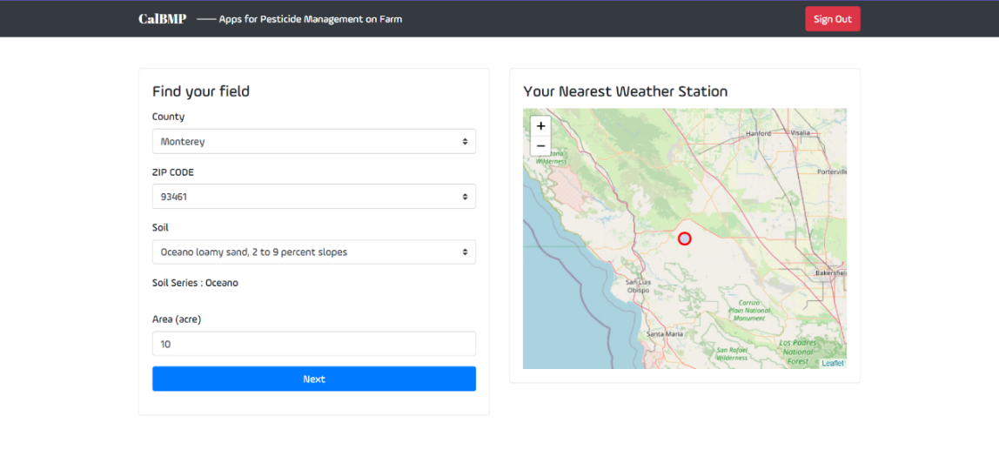 CalBMP —— Apps for Pesticide Management on Farm
Sign Out
Find your field
County
Monterey
ZIP CODE
93461
Soil
Oceano loamy sand, 2 to 9 percent slopes
Soil Series : Oceano
Area (acre)
10
Next
Your Nearest Weather Station
+
−
Wilderness
Hanford
Visalia
Porterville
Bakersfiel
San Luis
Obispo
Carrizo
Plain National
Monument
Santa Maria
San Rafael
Wilderness
Los Padres
National
Forest
Leaflet